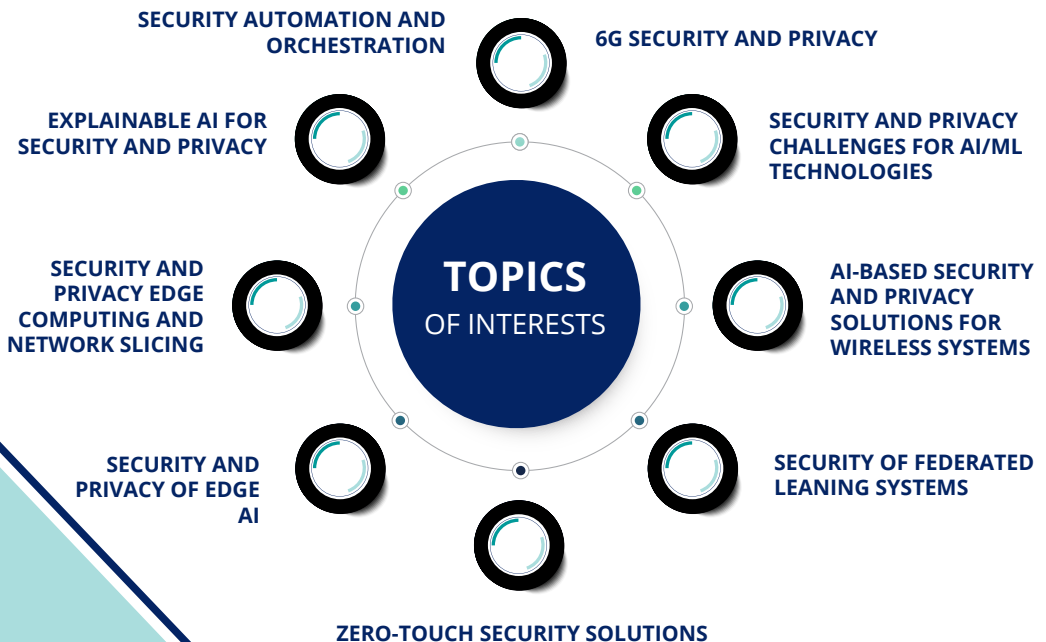 SECURITY AUTOMATION AND
ORCHESTRATION
6G SECURITY AND PRIVACY
EXPLAINABLE AI FOR
SECURITY AND PRIVACY
SECURITY AND PRIVACY
CHALLENGES FOR AI/ML
TECHNOLOGIES
SECURITY AND
PRIVACY EDGE
COMPUTING AND
NETWORK SLICING
TOPICS
OF INTERESTS
AI-BASED SECURITY
AND PRIVACY
SOLUTIONS FOR
WIRELESS SYSTEMS
SECURITY AND
PRIVACY OF EDGE
AI
SECURITY OF FEDERATED
LEANING SYSTEMS
ZERO-TOUCH SECURITY SOLUTIONS